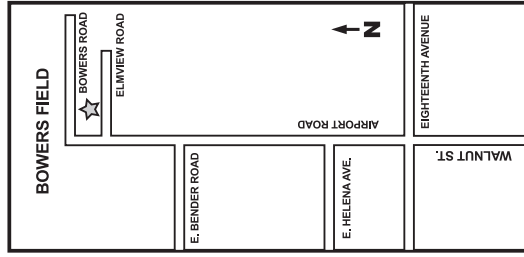 BOWERS FIELD
BOWERS ROAD
ELMVIEW ROAD
N
AIRPORT ROAD
EIGHTEENTH AVENUE
E. BENDER ROAD
E. HELENA AVE.
WALNUT ST.